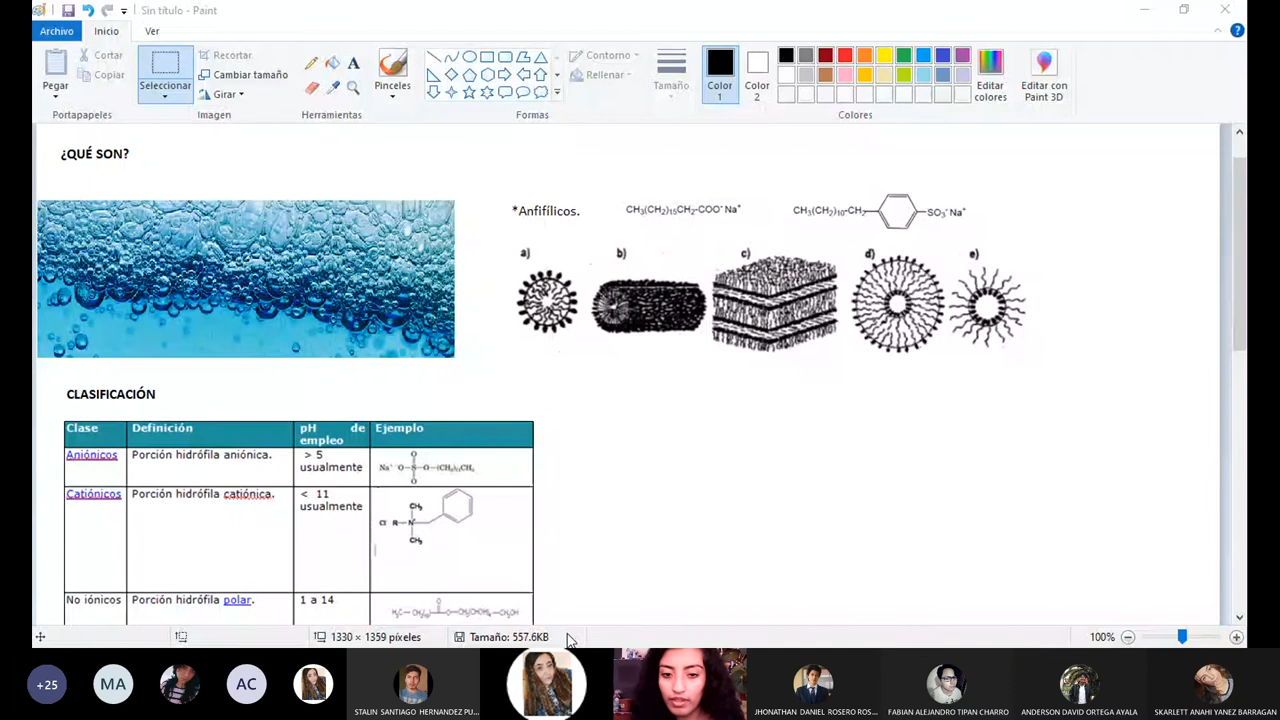 Sin título - Paint
Archivo Inicio Ver
Pegar
Cortar
Copiar
Portapapeles
Seleccionar
Recortar
Cambiar tamaño
Girar
Imagen
A
Herramientas
Pinceles
Formas
Contorno
Rellenar
Tamaño
Color 1
Color 2
Editar colores
Colores
Editar con Paint 3D
¿QUÉ SON?
*Anfifílicos.
CH₃(CH₂)₁₅CH₂-COO⁻Na⁺
CH₃(CH₂)₁₀-CH₂
SO₃⁻Na⁺
a) b) c) d) e)
CLASIFICACIÓN
Clase Definición pH de empleo Ejemplo
Aniónicos Porción hidrófila aniónica. > 5 usualmente
Catiónicos Porción hidrófila catiónica. < 11 usualmente
CH₃
Cl R-N⁺
CH₃
No iónicos Porción hidrófila polar. 1 a 14
1330 × 1359 píxeles
Tamaño: 557.6KB
100%
+25
MA
AC
STALIN SANTIAGO HERNANDEZ PU...
JHONATHAN DANIEL ROSERO ROS...
FABIAN ALEJANDRO TIPAN CHARRO
ANDERSON DAVID ORTEGA AYALA
SKARLETT ANAHI YANEZ BARRAGAN